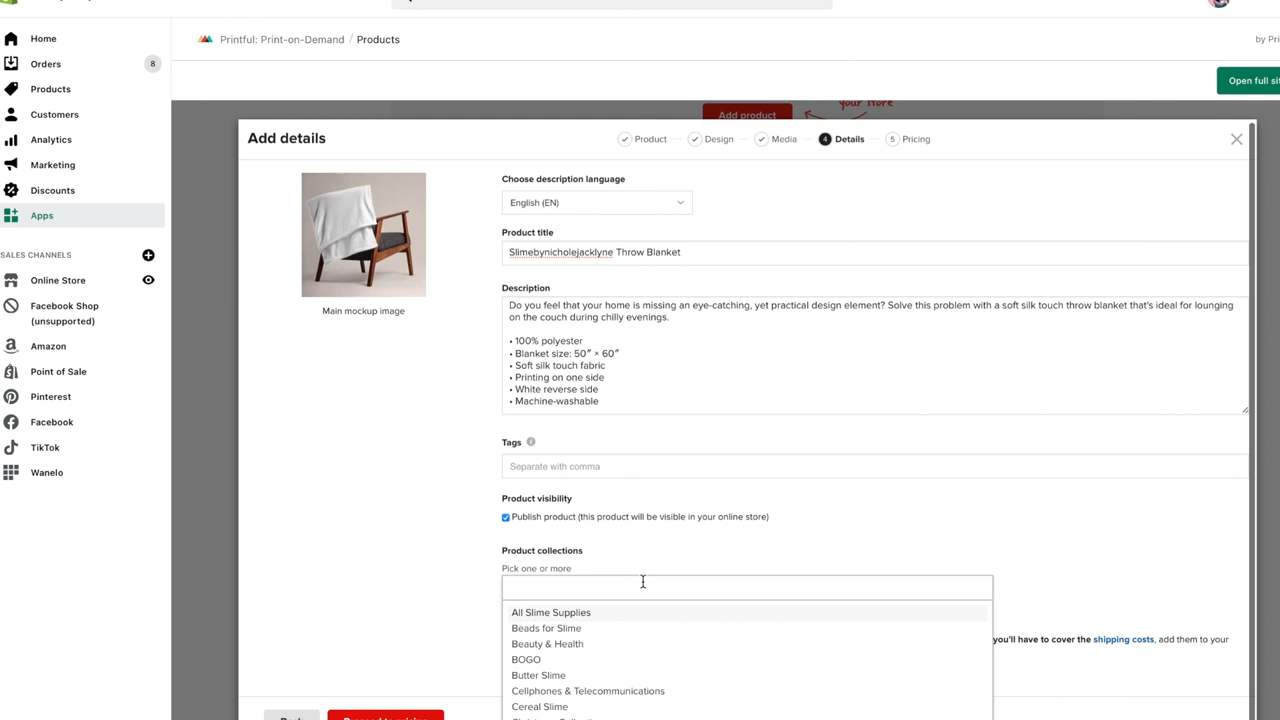 Home
Orders
8
Products
Customers
Analytics
Marketing
Discounts
Apps
SALES CHANNELS
Online Store
Facebook Shop
(unsupported)
Amazon
Point of Sale
Pinterest
Facebook
TikTok
Wanelo
Printful: Print-on-Demand / Products
by Pri
Open full si
Add product
your store
Add details
Product
Design
Media
4 Details
5 Pricing
Main mockup image
Choose description language
English (EN)
Product title
Slimebynicholejacklyne Throw Blanket
Description
Do you feel that your home is missing an eye-catching, yet practical design element? Solve this problem with a soft silk touch throw blanket that's ideal for lounging
on the couch during chilly evenings.
• 100% polyester
• Blanket size: 50″ × 60″
• Soft silk touch fabric
• Printing on one side
• White reverse side
• Machine-washable
Tags
Separate with comma
Product visibility
Publish product (this product will be visible in your online store)
Product collections
Pick one or more
All Slime Supplies
Beads for Slime
Beauty & Health
BOGO
Butter Slime
Cellphones & Telecommunications
Cereal Slime
you'll have to cover the shipping costs, add them to your
Back
Proceed to pricing